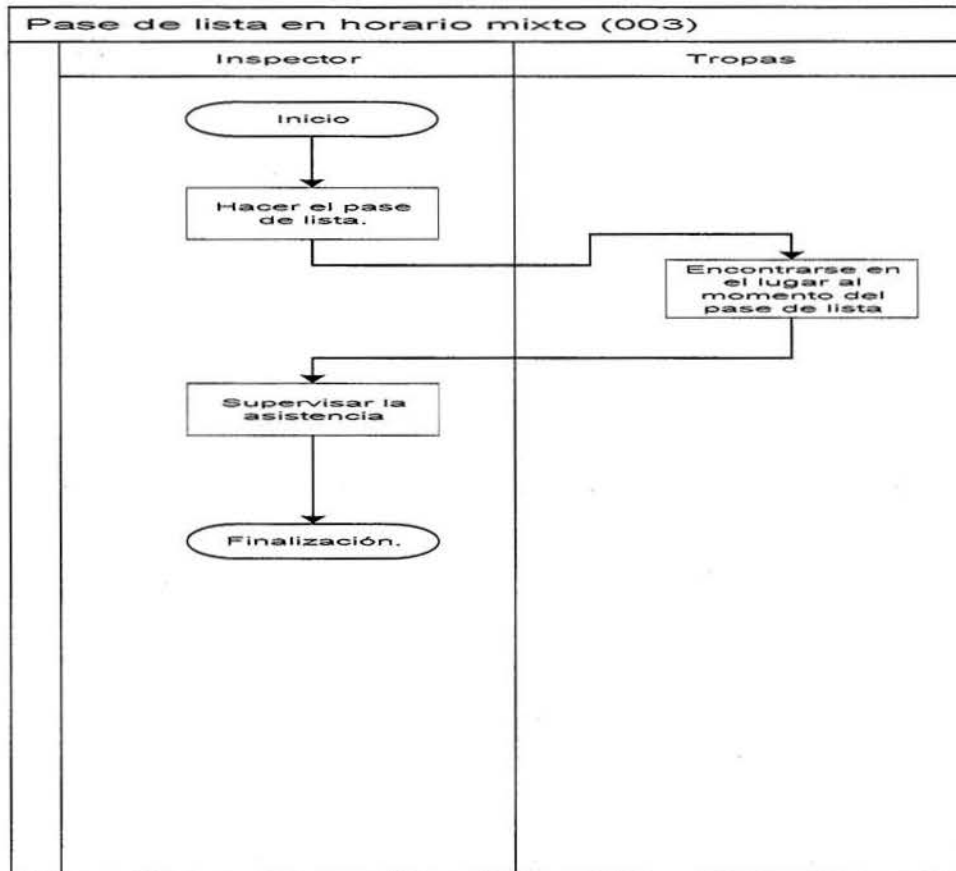 Pase de lista en horario mixto (003)
Inspector
Tropas
Inicio
Hacer el pase
de lista.
Encontrarse en
el lugar al
momento del
pase de lista
Supervisar la
asistencia
Finalización.